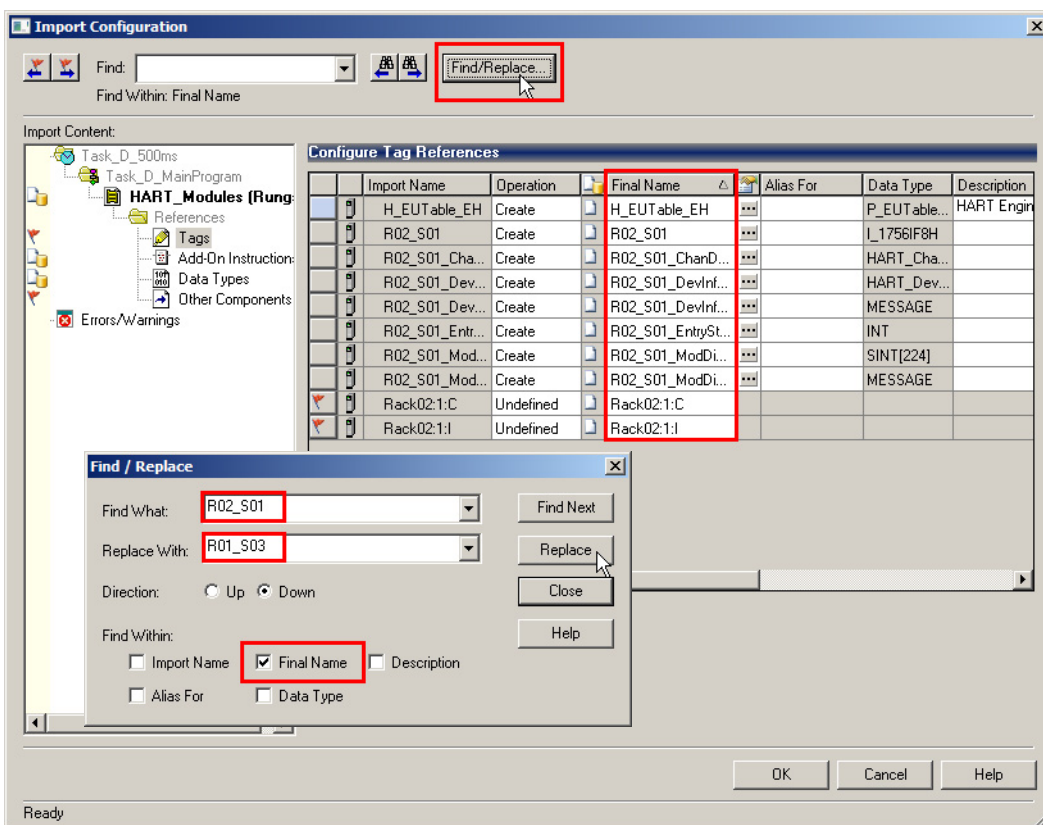 Import Configuration
Find:
Find/Replace...
Find Within: Final Name
Import Content:
Task_D_500ms
Task_D_MainProgram
HART_Modules (Rung
References
Tags
Add-On Instruction
Data Types
Other Components
Errors/Warnings
Configure Tag References
Import Name Operation Final Name Alias For Data Type Description
H_EUTable_EH Create H_EUTable_EH ... P_EUTable... HART Engin
R02_S01 Create R02_S01 ... I_1756IF8H
R02_S01_Cha... Create R02_S01_ChanD... ... HART_Cha...
R02_S01_Dev... Create R02_S01_DevInf... ... HART_Dev...
R02_S01_Dev... Create R02_S01_DevInf... ... MESSAGE
R02_S01_Entr... Create R02_S01_EntrySt... ... INT
R02_S01_Mod... Create R02_S01_ModDi... ... SINT[224]
R02_S01_Mod... Create R02_S01_ModDi... ... MESSAGE
Rack02:1:C Undefined Rack02:1:C
Rack02:1:I Undefined Rack02:1:I
Find / Replace
Find What: R02_S01 Find Next
Replace With: R01_S03 Replace
Direction: Up Down Close
Find Within: Help
Import Name Final Name Description
Alias For Data Type
OK Cancel Help
Ready